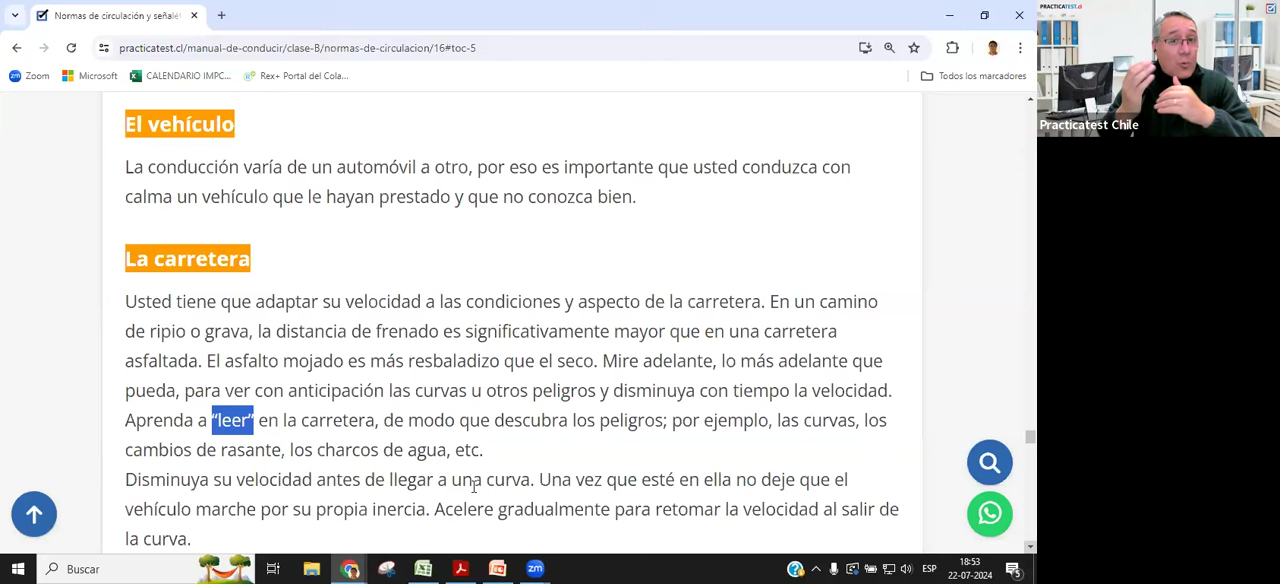 Normas de circulación y señalét
practicatest.cl/manual-de-conducir/clase-B/normas-de-circulacion/16#toc-5
Zoom
Microsoft
CALENDARIO IMPC...
Rex+ Portal del Cola...
Todos los marcadores
PRACTICATEST.cl
Practicatest Chile
El vehículo
La conducción varía de un automóvil a otro, por eso es importante que usted conduzca con
calma un vehículo que le hayan prestado y que no conozca bien.
La carretera
Usted tiene que adaptar su velocidad a las condiciones y aspecto de la carretera. En un camino
de ripio o grava, la distancia de frenado es significativamente mayor que en una carretera
asfaltada. El asfalto mojado es más resbaladizo que el seco. Mire adelante, lo más adelante que
pueda, para ver con anticipación las curvas u otros peligros y disminuya con tiempo la velocidad.
Aprenda a “leer” en la carretera, de modo que descubra los peligros; por ejemplo, las curvas, los
cambios de rasante, los charcos de agua, etc.
Disminuya su velocidad antes de llegar a una curva. Una vez que esté en ella no deje que el
vehículo marche por su propia inercia. Acelere gradualmente para retomar la velocidad al salir de
la curva.
Buscar
zm
ESP
18:53
22-07-2024
5